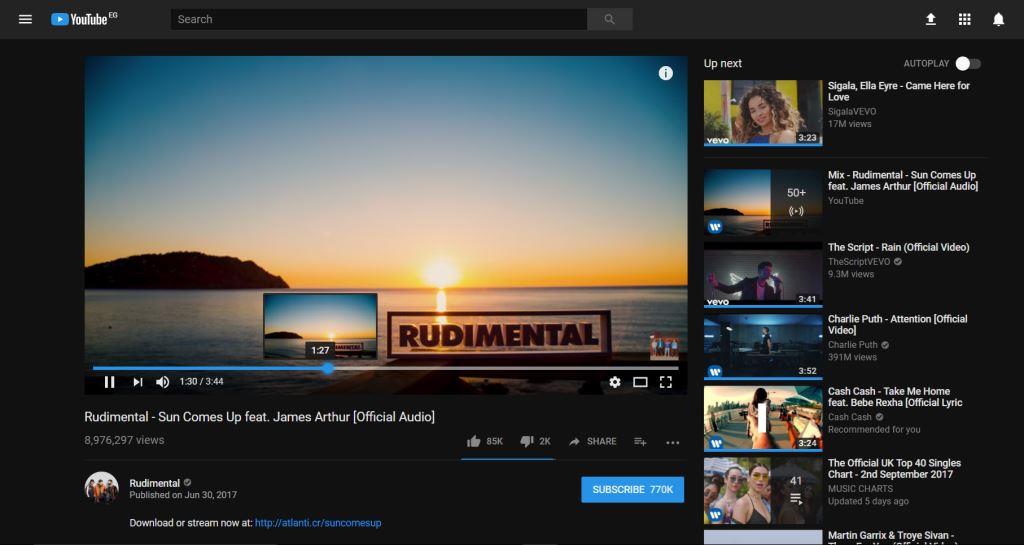 YouTube EG
Search
RUDIMENTAL
1:27
1:30 / 3:44
Rudimental - Sun Comes Up feat. James Arthur [Official Audio]
8,976,297 views
85K
2K
SHARE
Rudimental
Published on Jun 30, 2017
SUBSCRIBE 770K
Download or stream now at: http://atlanti.cr/suncomesup
Up next
AUTOPLAY
vevo
3:23
Sigala, Ella Eyre - Came Here for
Love
SigalaVEVO
17M views
50+
RUDIMENTAL
Mix - Rudimental - Sun Comes Up
feat. James Arthur [Official Audio]
YouTube
vevo
3:41
The Script - Rain (Official Video)
TheScriptVEVO
9.3M views
3:52
Charlie Puth - Attention [Official
Video]
Charlie Puth
391M views
3:24
Cash Cash - Take Me Home
feat. Bebe Rexha [Official Lyric
Cash Cash
Recommended for you
41
The Official UK Top 40 Singles
Chart - 2nd September 2017
MUSIC CHARTS
Updated 5 days ago
Martin Garrix & Troye Sivan -